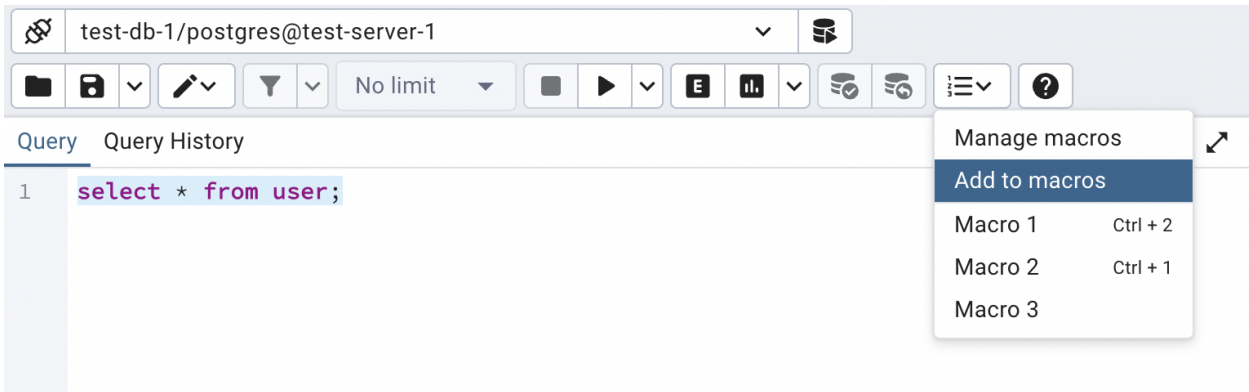 test-db-1/postgres@test-server-1
No limit
E
?
Query Query History
Manage macros
Add to macros
1 select * from user;
Macro 1 Ctrl + 2
Macro 2 Ctrl + 1
Macro 3